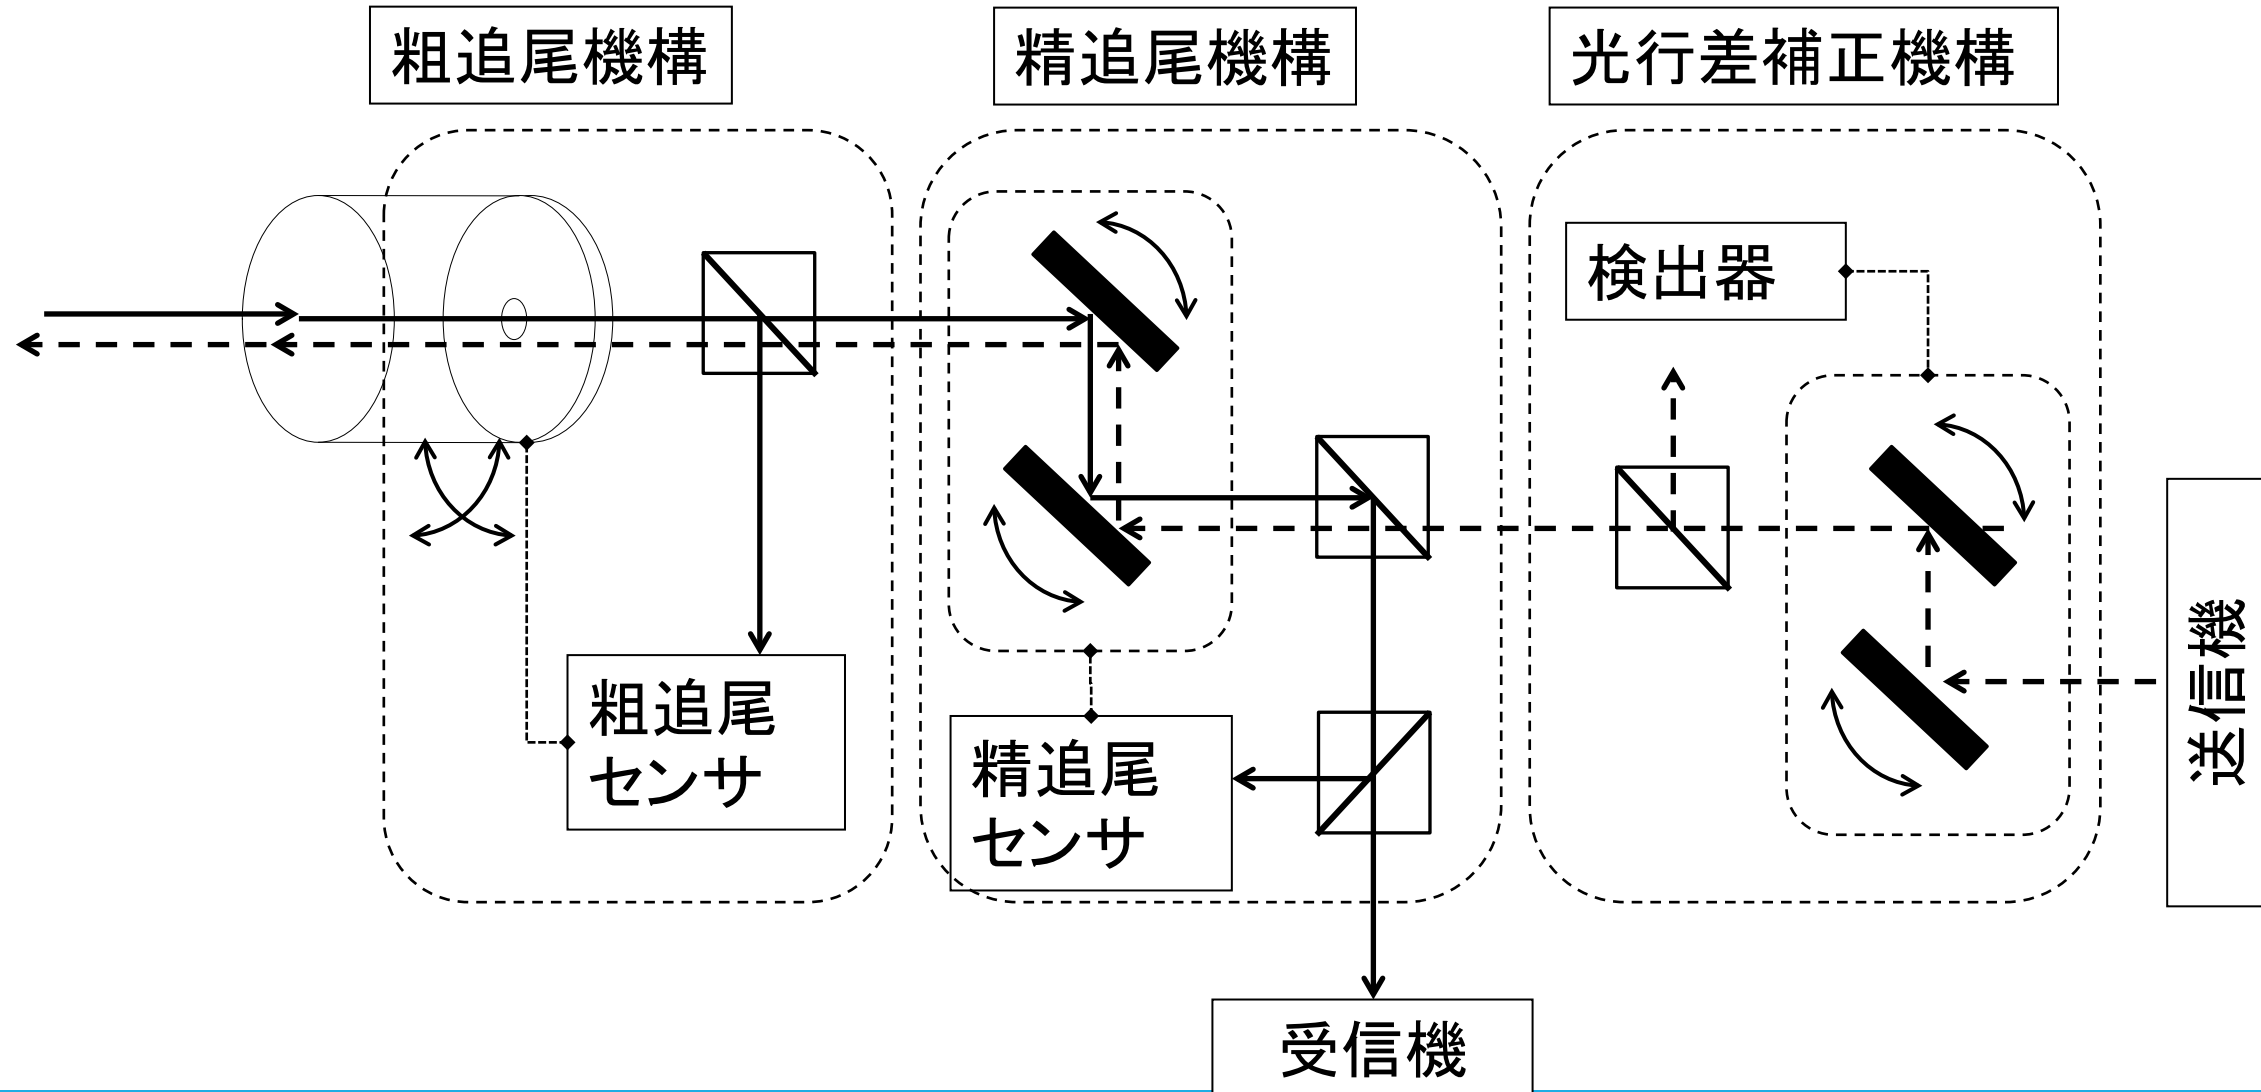 粗追尾機構
精追尾機構
光行差補正機構
検出器
粗追尾
センサ
精追尾
センサ
送信機
受信機